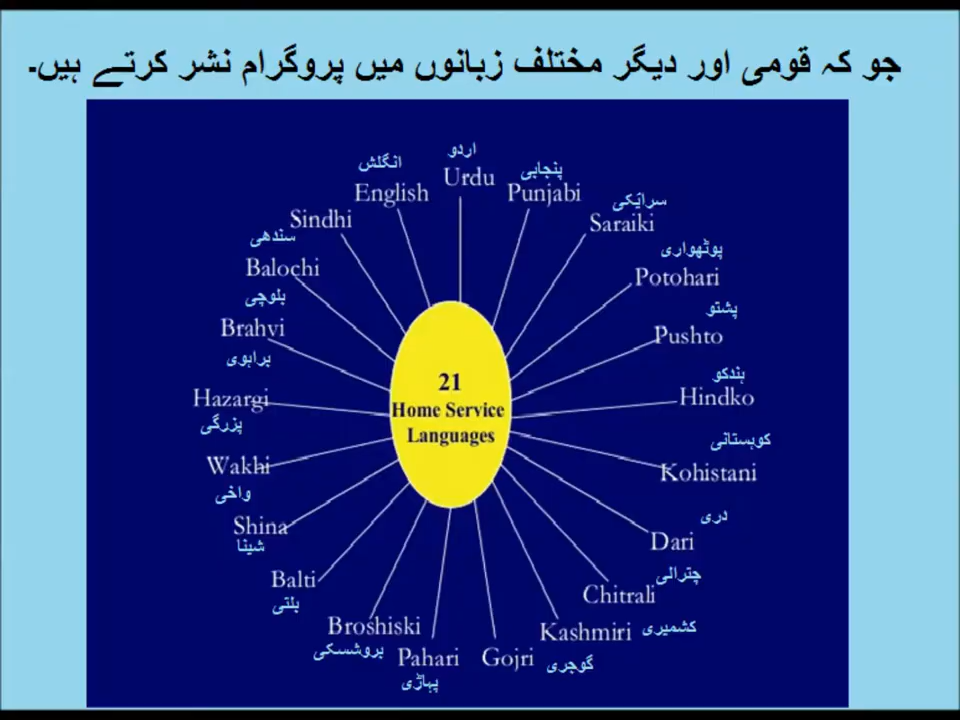 جو کہ قومی اور دیگر مختلف زبانوں میں پروگرام نشر کرتے ہیں۔
اردو
Urdu
پنجابی
Punjabi
سرائیکی
Saraiki
پوٹھواری
Potohari
پشتو
Pushto
ہندکو
Hindko
کوہستانی
Kohistani
دری
Dari
چترالی
Chitrali
کشمیری
Kashmiri
گوجری
Gojri
Pahari
پہاڑی
Broshiski
بروشسکی
Balti
بلتی
Shina
شینا
Wakhi
واخی
Hazargi
ہزرگی
Brahvi
براہوی
Balochi
بلوچی
Sindhi
سندھی
انگلش
English
21
Home Service
Languages